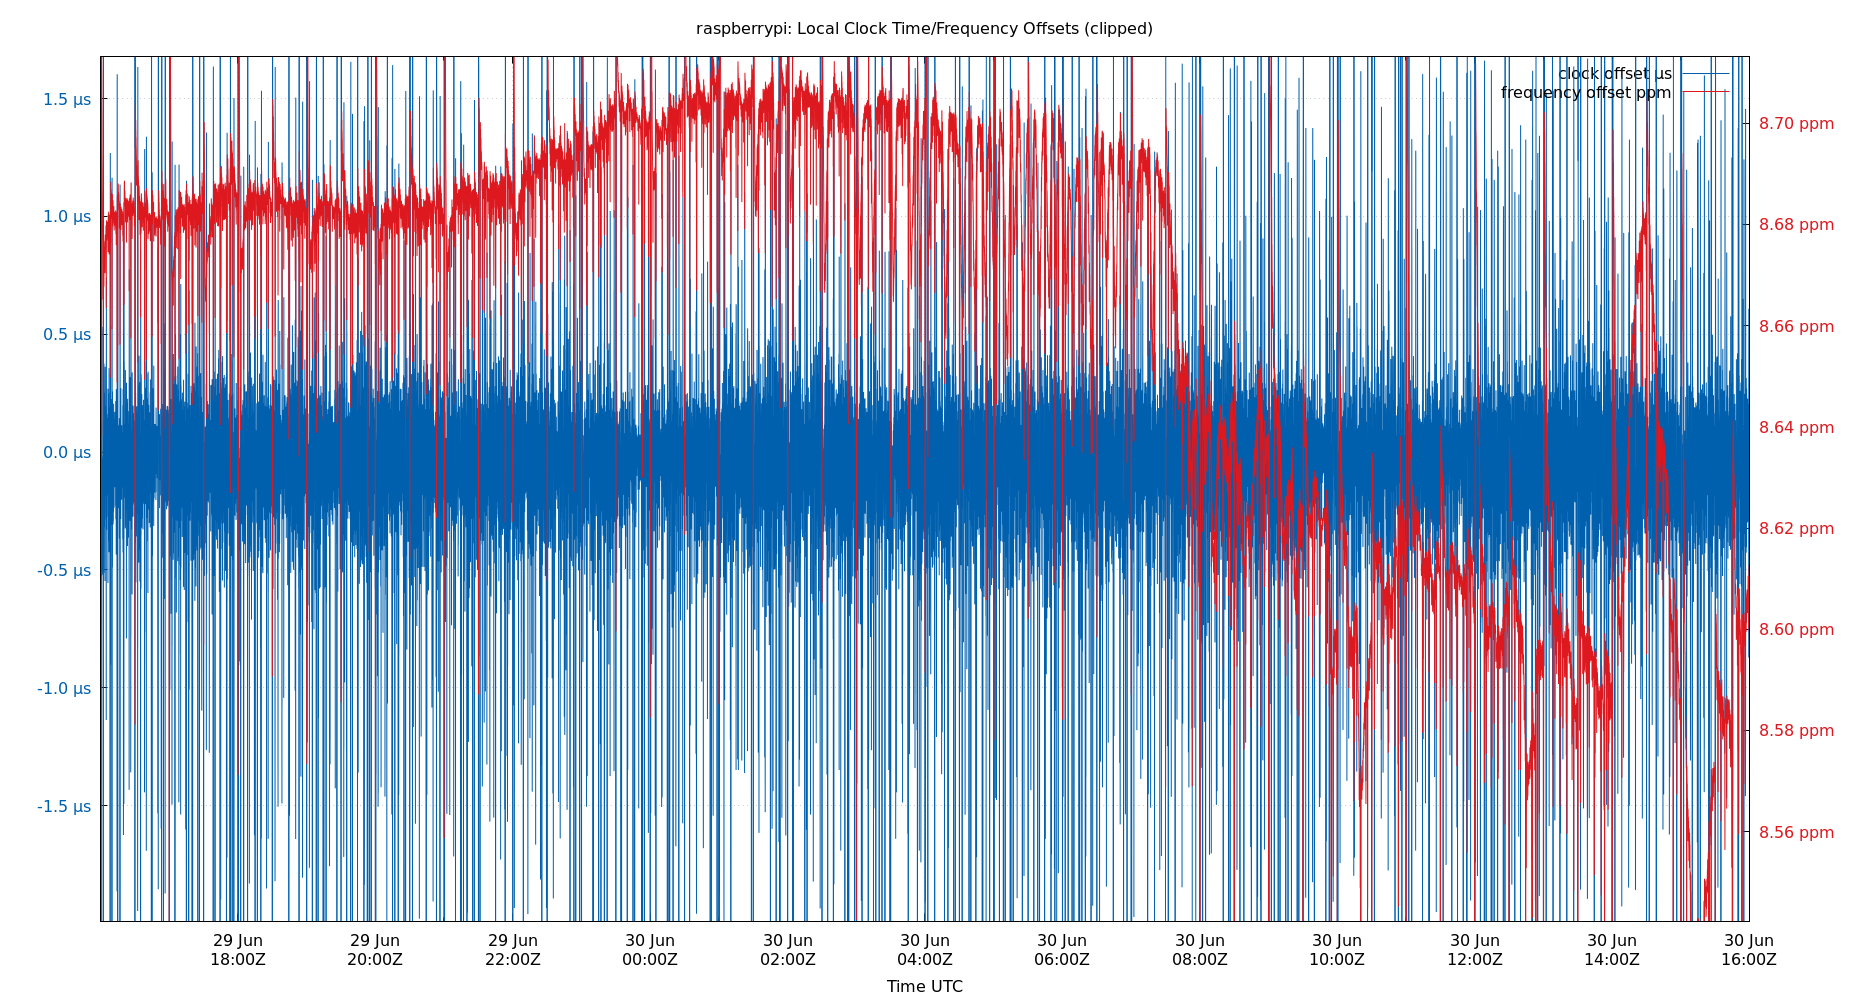 raspberrypi: Local Clock Time/Frequency Offsets (clipped)
clock offset µs
frequency offset ppm
1.5 µs
1.0 µs
0.5 µs
0.0 µs
-0.5 µs
-1.0 µs
-1.5 µs
8.70 ppm
8.68 ppm
8.66 ppm
8.64 ppm
8.62 ppm
8.60 ppm
8.58 ppm
8.56 ppm
29 Jun 29 Jun 29 Jun 30 Jun 30 Jun 30 Jun 30 Jun 30 Jun 30 Jun 30 Jun 30 Jun 30 Jun
18:00Z 20:00Z 22:00Z 00:00Z 02:00Z 04:00Z 06:00Z 08:00Z 10:00Z 12:00Z 14:00Z 16:00Z
Time UTC